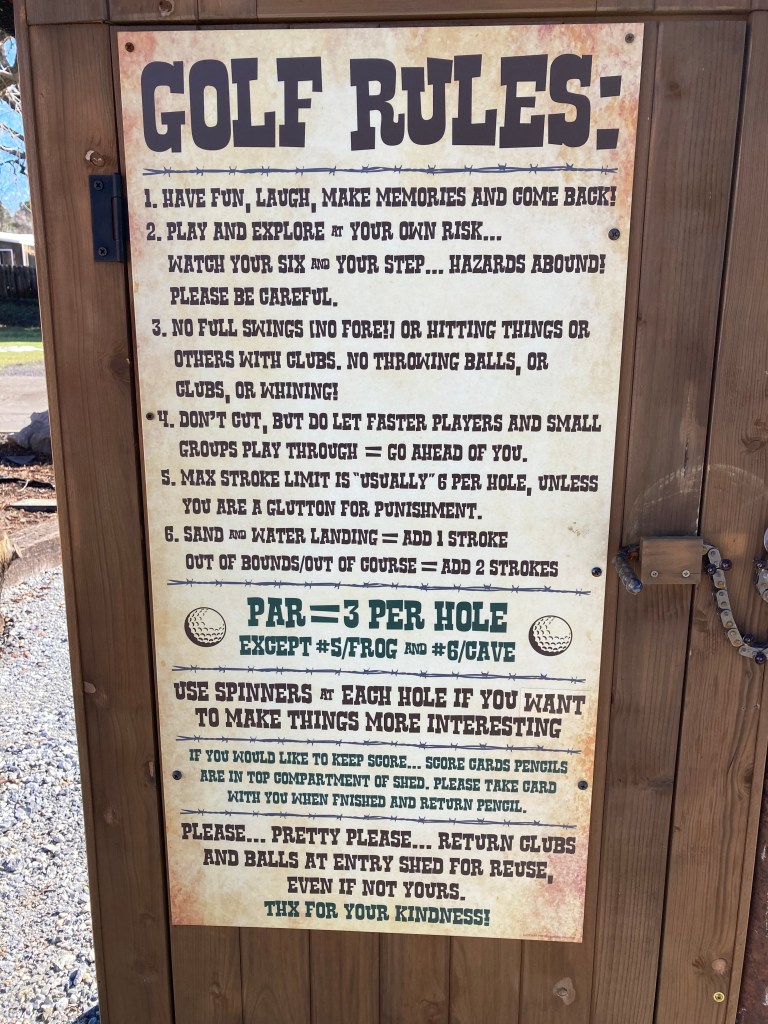 GOLF RULES:
1. HAVE FUN, LAUGH, MAKE MEMORIES AND COME BACK!
2. PLAY AND EXPLORE AT YOUR OWN RISK...
WATCH YOUR SIX AND YOUR STEP... HAZARDS ABOUND!
PLEASE BE CAREFUL.
3. NO FULL SWINGS [NO FORE!] OR HITTING THINGS OR
OTHERS WITH CLUBS. NO THROWING BALLS, OR
CLUBS, OR WHINING!
4. DON'T CUT, BUT DO LET FASTER PLAYERS AND SMALL
GROUPS PLAY THROUGH = GO AHEAD OF YOU.
5. MAX STROKE LIMIT IS "USUALLY" 6 PER HOLE, UNLESS
YOU ARE A GLUTTON FOR PUNISHMENT.
6. SAND AND WATER LANDING = ADD 1 STROKE
OUT OF BOUNDS/OUT OF COURSE = ADD 2 STROKES
PAR=3 PER HOLE
EXCEPT #5/FROG AND #6/CAVE
USE SPINNERS AT EACH HOLE IF YOU WANT
TO MAKE THINGS MORE INTERESTING
IF YOU WOULD LIKE TO KEEP SCORE... SCORE CARDS PENCILS
ARE IN TOP COMPARTMENT OF SHED. PLEASE TAKE CARD
WITH YOU WHEN FNISHED AND RETURN PENCIL.
PLEASE... PRETTY PLEASE... RETURN CLUBS
AND BALLS AT ENTRY SHED FOR REUSE,
EVEN IF NOT YOURS.
THX FOR YOUR KINDNESS!